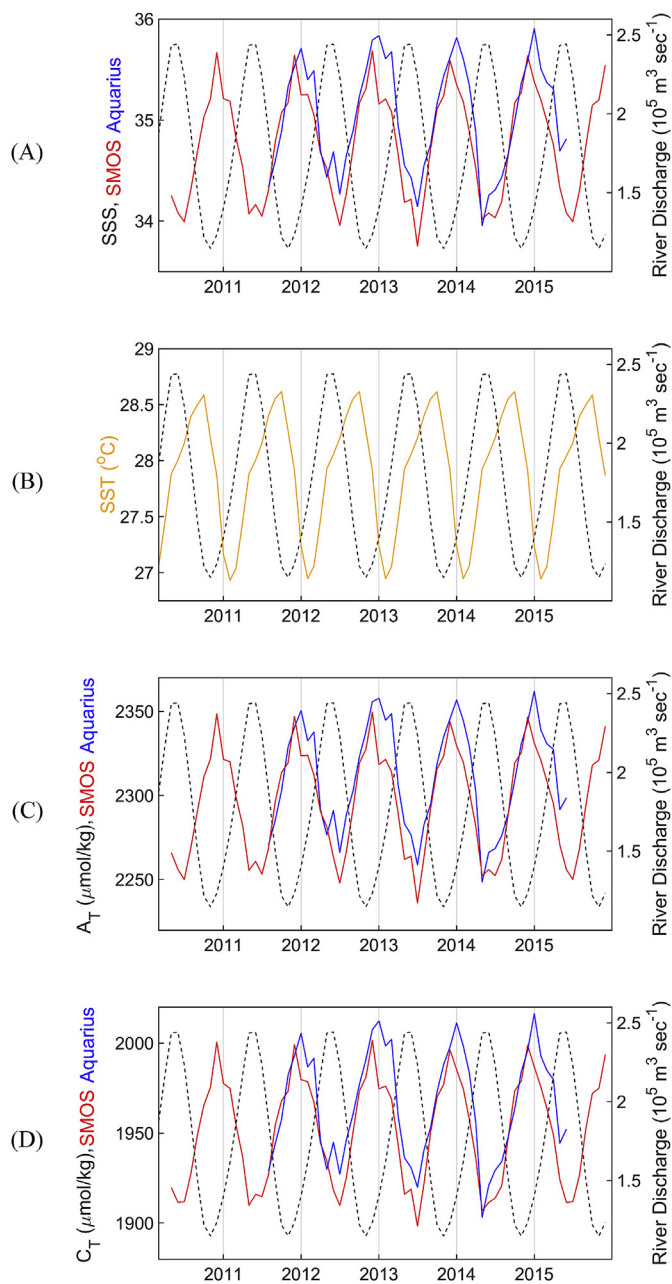 (A)
SSS, SMOS Aquarius
36
35
34
2.5
2
1.5
River Discharge (10⁵ m³ sec⁻¹)
2011 2012 2013 2014 2015
(B)
SST (°C)
29
28.5
28
27.5
27
2.5
2
1.5
River Discharge (10⁵ m³ sec⁻¹)
2011 2012 2013 2014 2015
(C)
A_T (μmol/kg), SMOS Aquarius
2350
2300
2250
2.5
2
1.5
River Discharge (10⁵ m³ sec⁻¹)
2011 2012 2013 2014 2015
(D)
C_T (μmol/kg), SMOS Aquarius
2000
1950
1900
2.5
2
1.5
River Discharge (10⁵ m³ sec⁻¹)
2011 2012 2013 2014 2015